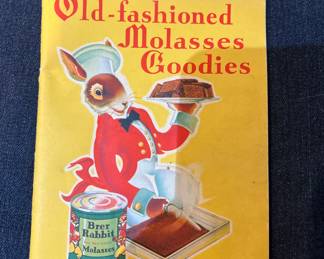 Old-fashioned
Molasses
Goodies
Brer
Rabbit
Molasses